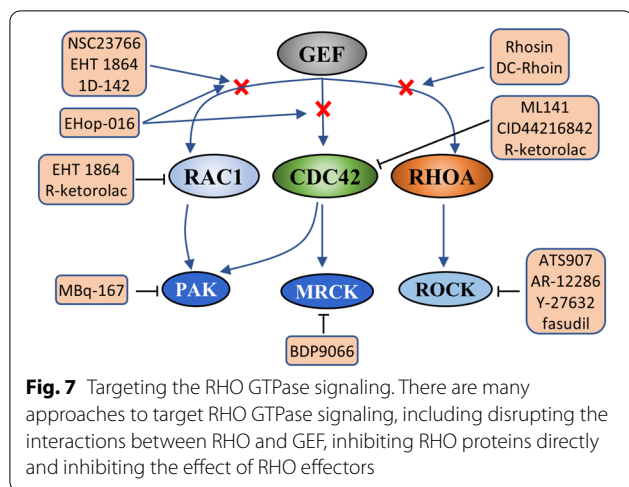 NSC23766
EHT 1864
1D-142
GEF
Rhosin
DC-Rhoin
EHop-016
ML141
CID44216842
R-ketorolac
EHT 1864
R-ketorolac
RAC1
CDC42
RHOA
MBq-167
PAK
MRCK
ROCK
ATS907
AR-12286
Y-27632
fasudil
BDP9066
Fig. 7 Targeting the RHO GTPase signaling. There are many
approaches to target RHO GTPase signaling, including disrupting the
interactions between RHO and GEF, inhibiting RHO proteins directly
and inhibiting the effect of RHO effectors